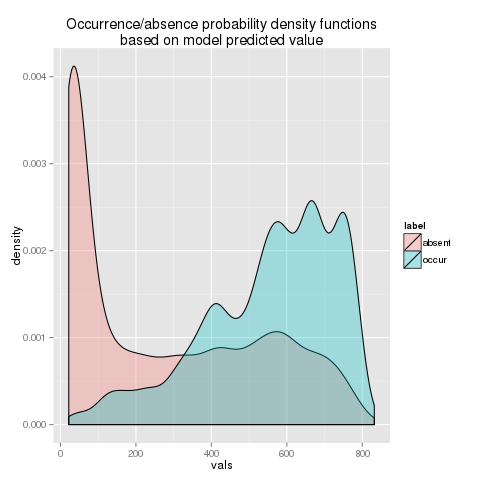 Occurrence/absence probability density functions
based on model predicted value
0.004
0.003
0.002
0.001
0.000
density
0
200
400
600
800
vals
label
absent
occur